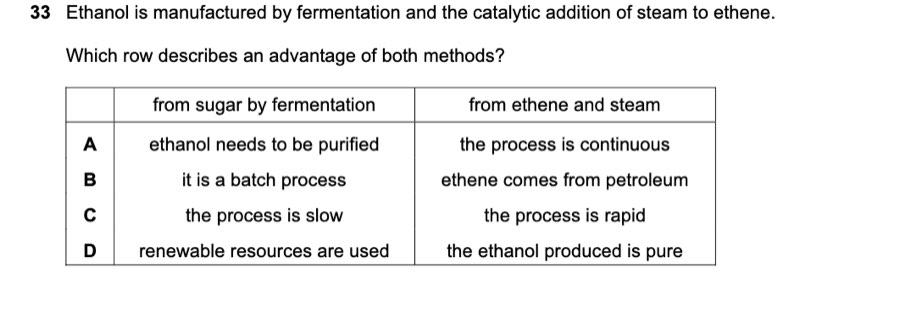 33 Ethanol is manufactured by fermentation and the catalytic addition of steam to ethene.
Which row describes an advantage of both methods?
from sugar by fermentation from ethene and steam
A ethanol needs to be purified the process is continuous
B it is a batch process ethene comes from petroleum
C the process is slow the process is rapid
D renewable resources are used the ethanol produced is pure